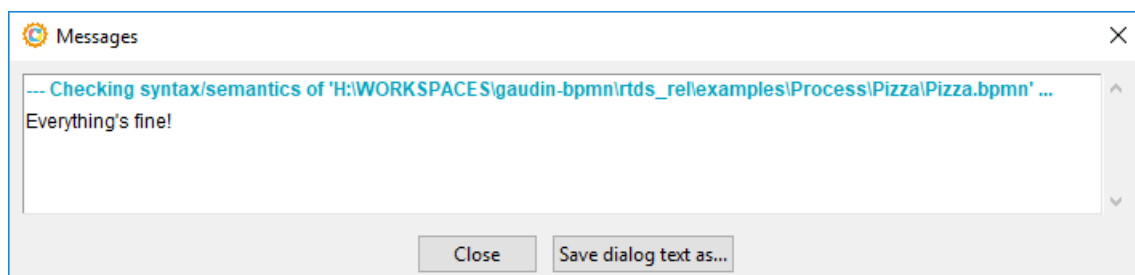 Messages
--- Checking syntax/semantics of 'H:\WORKSPACES\gaudin-bpmn\rtds_rel\examples\Process\Pizza\Pizza.bpmn' ...
Everything's fine!
Close Save dialog text as...